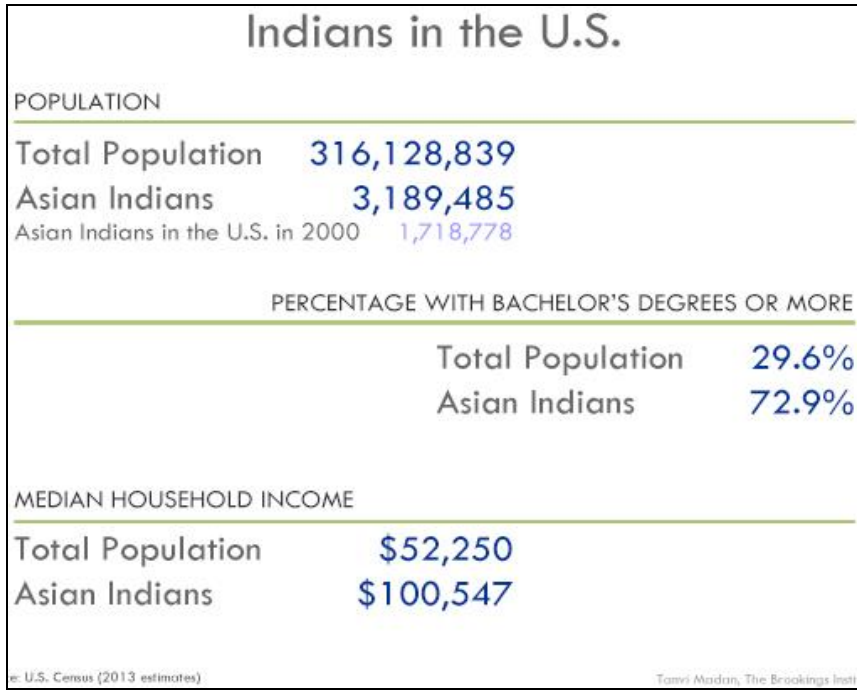 Indians in the U.S.
POPULATION
Total Population 316,128,839
Asian Indians 3,189,485
Asian Indians in the U.S. in 2000 1,718,778
PERCENTAGE WITH BACHELOR'S DEGREES OR MORE
Total Population 29.6%
Asian Indians 72.9%
MEDIAN HOUSEHOLD INCOME
Total Population $52,250
Asian Indians $100,547
e: U.S. Census (2013 estimates)
Tanvi Madan, The Brookings Insti